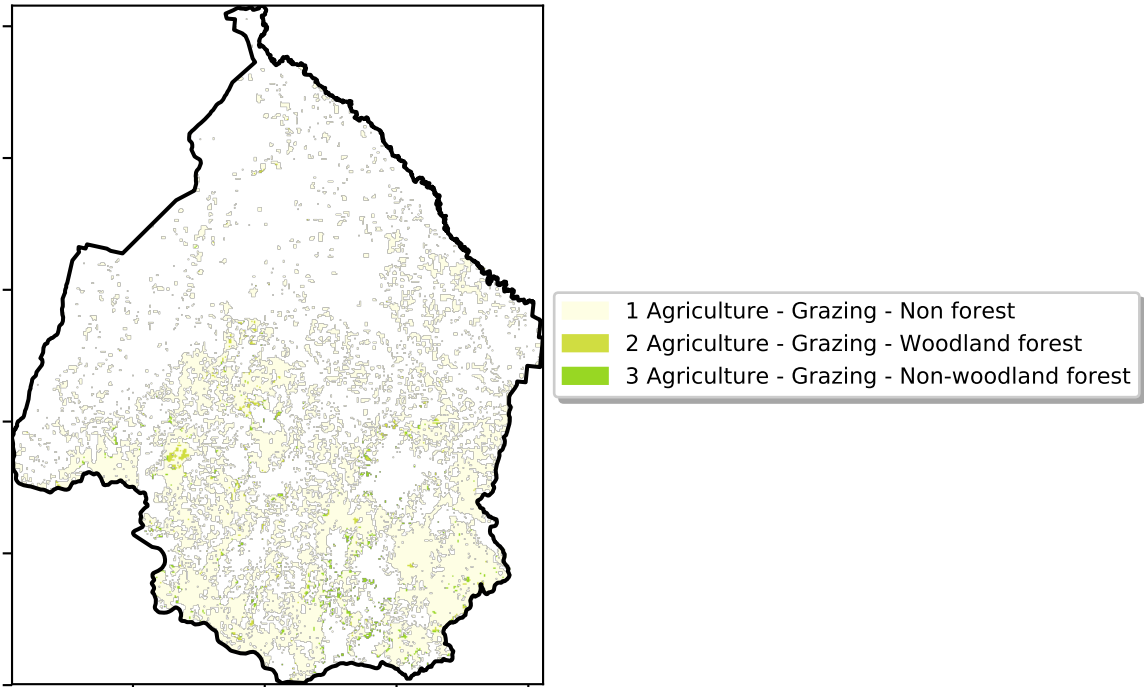 1 Agriculture - Grazing - Non forest
2 Agriculture - Grazing - Woodland forest
3 Agriculture - Grazing - Non-woodland forest